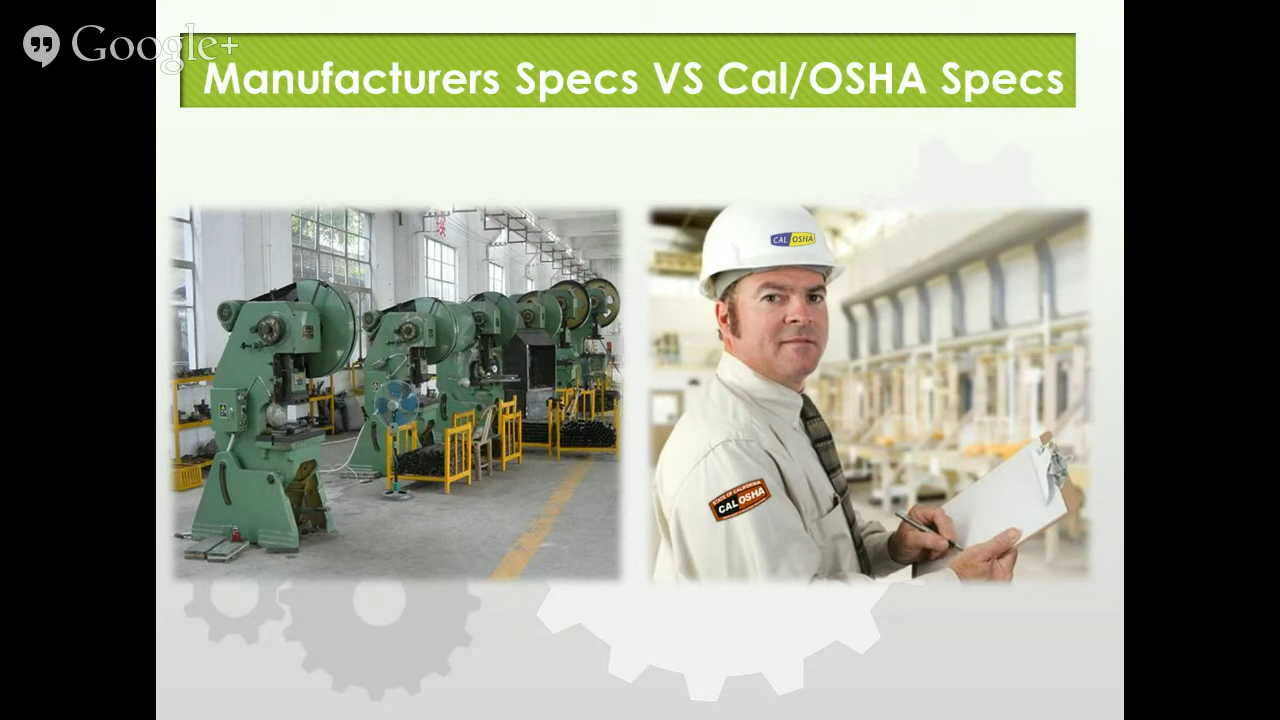 Google+
Manufacturers Specs VS Cal/OSHA Specs
CAL OSHA
STATE OF CALIFORNIA
CAL OSHA